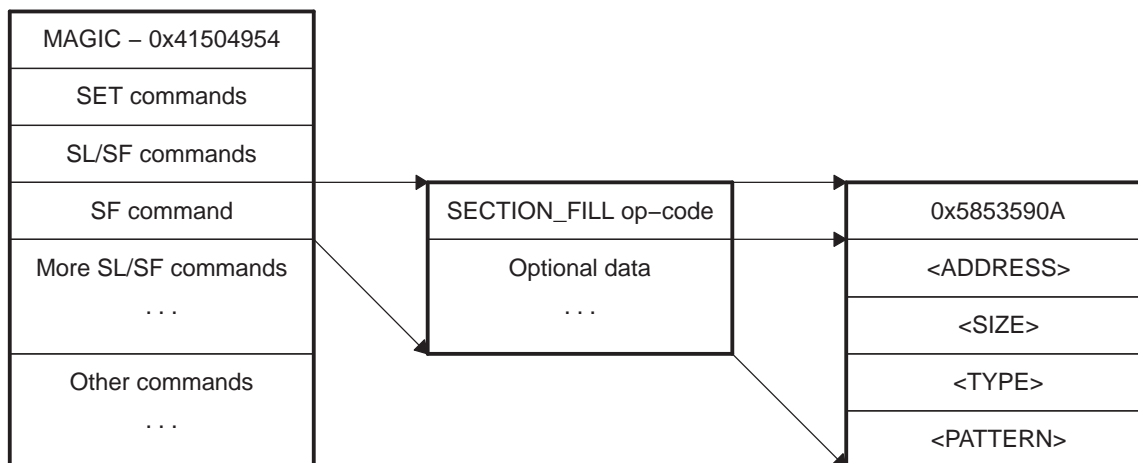 MAGIC – 0x41504954
SET commands
SL/SF commands
SF command
More SL/SF commands
. . .
Other commands
. . .
SECTION_FILL op–code
Optional data
. . .
0x5853590A
<ADDRESS>
<SIZE>
<TYPE>
<PATTERN>